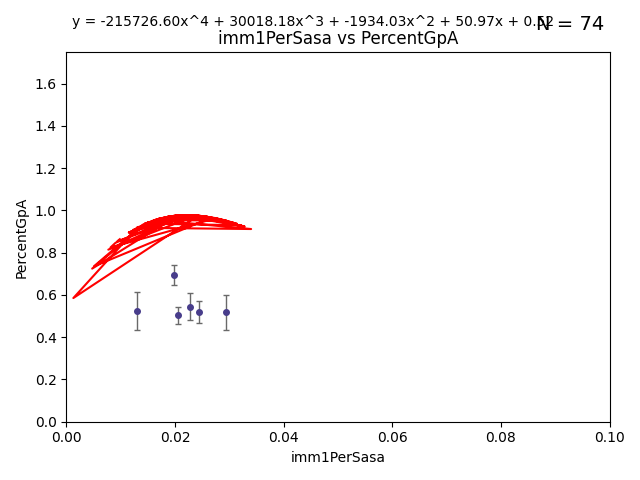 y = -215726.60x^4 + 30018.18x^3 + -1934.03x^2 + 50.97x + 0.52
N = 74
imm1PerSasa vs PercentGpA
1.6
1.4
1.2
1.0
0.8
0.6
0.4
0.2
0.0
PercentGpA
0.00 0.02 0.04 0.06 0.08 0.10
imm1PerSasa